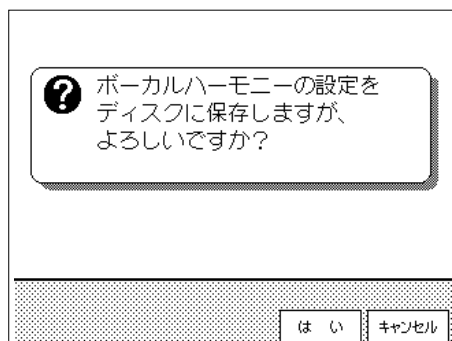 ボーカルハーモニーの設定を
ディスクに保存しますが、
よろしいですか？
は い
キャンセル